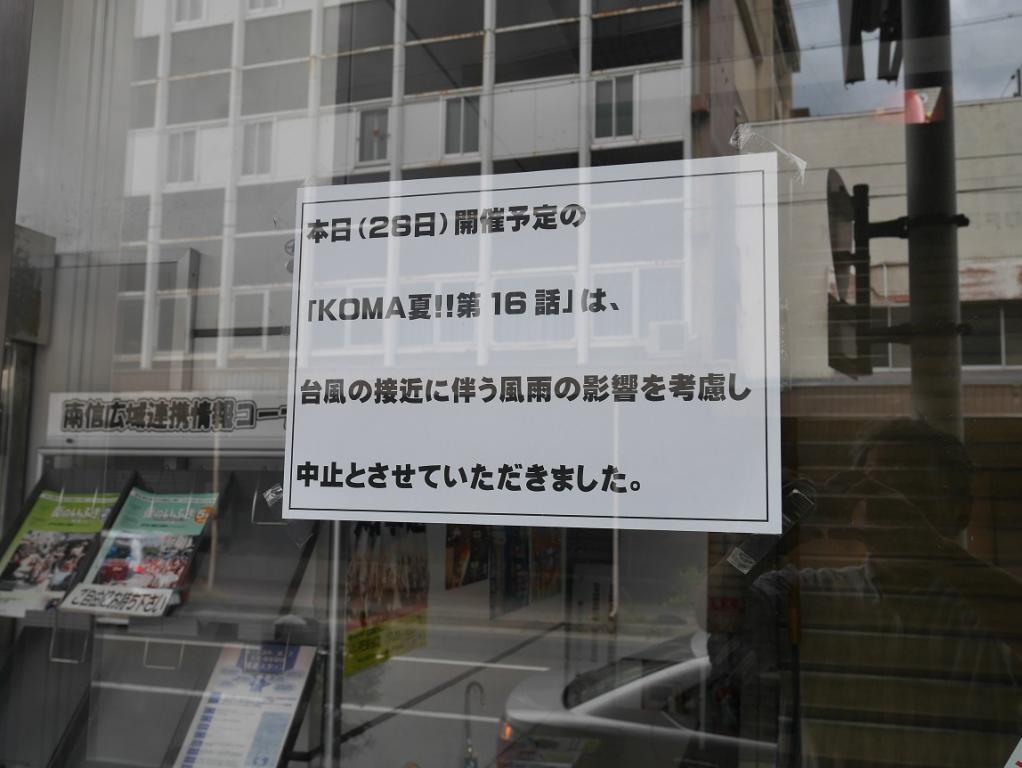 本日(28日)開催予定の
「KOMA夏!!第16話」は、
台風の接近に伴う風雨の影響を考慮し
中止とさせていただきました。
南信広域連携情報コー
ご自由にお持ち下さい